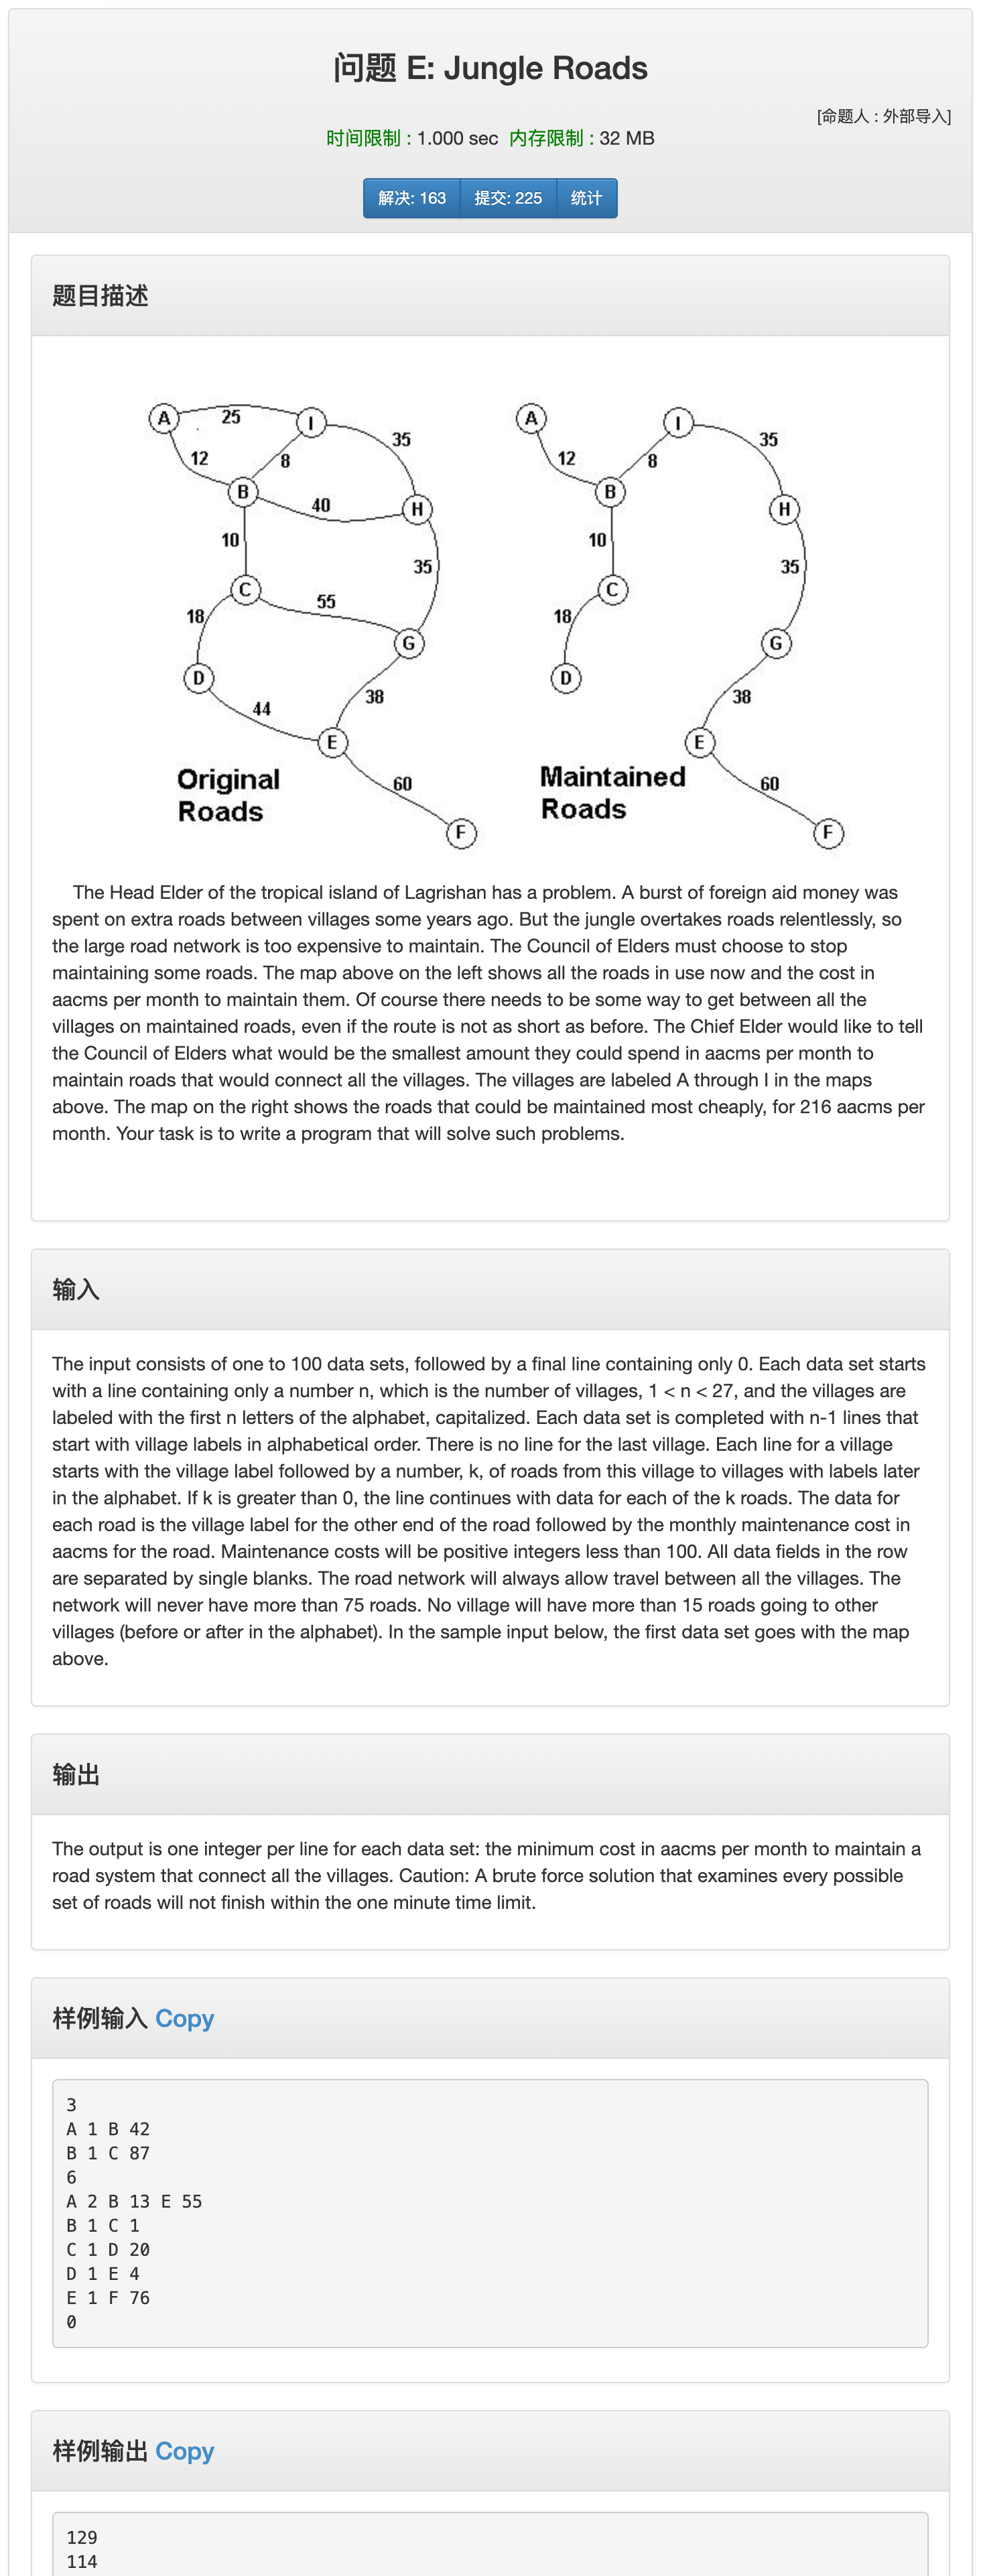 问题 E: Jungle Roads
[命题人 : 外部导入]
时间限制 : 1.000 sec 内存限制 : 32 MB
解决: 163 提交: 225 统计
题目描述
A 25 I 35
12 8
B 40 H
10 35
C 55
18 G
D 38
44 E
60
F
Original
Roads
A I 35
12 8
B H
10 35
C
18 G
D 38
E
60
F
Maintained
Roads
The Head Elder of the tropical island of Lagrishan has a problem. A burst of foreign aid money was
spent on extra roads between villages some years ago. But the jungle overtakes roads relentlessly, so
the large road network is too expensive to maintain. The Council of Elders must choose to stop
maintaining some roads. The map above on the left shows all the roads in use now and the cost in
aacms per month to maintain them. Of course there needs to be some way to get between all the
villages on maintained roads, even if the route is not as short as before. The Chief Elder would like to tell
the Council of Elders what would be the smallest amount they could spend in aacms per month to
maintain roads that would connect all the villages. The villages are labeled A through I in the maps
above. The map on the right shows the roads that could be maintained most cheaply, for 216 aacms per
month. Your task is to write a program that will solve such problems.
输入
The input consists of one to 100 data sets, followed by a final line containing only 0. Each data set starts
with a line containing only a number n, which is the number of villages, 1 < n < 27, and the villages are
labeled with the first n letters of the alphabet, capitalized. Each data set is completed with n-1 lines that
start with village labels in alphabetical order. There is no line for the last village. Each line for a village
starts with the village label followed by a number, k, of roads from this village to villages with labels later
in the alphabet. If k is greater than 0, the line continues with data for each of the k roads. The data for
each road is the village label for the other end of the road followed by the monthly maintenance cost in
aacms for the road. Maintenance costs will be positive integers less than 100. All data fields in the row
are separated by single blanks. The road network will always allow travel between all the villages. The
network will never have more than 75 roads. No village will have more than 15 roads going to other
villages (before or after in the alphabet). In the sample input below, the first data set goes with the map
above.
输出
The output is one integer per line for each data set: the minimum cost in aacms per month to maintain a
road system that connect all the villages. Caution: A brute force solution that examines every possible
set of roads will not finish within the one minute time limit.
样例输入 Copy
3
A 1 B 42
B 1 C 87
6
A 2 B 13 E 55
B 1 C 1
C 1 D 20
D 1 E 4
E 1 F 76
0
样例输出 Copy
129
114